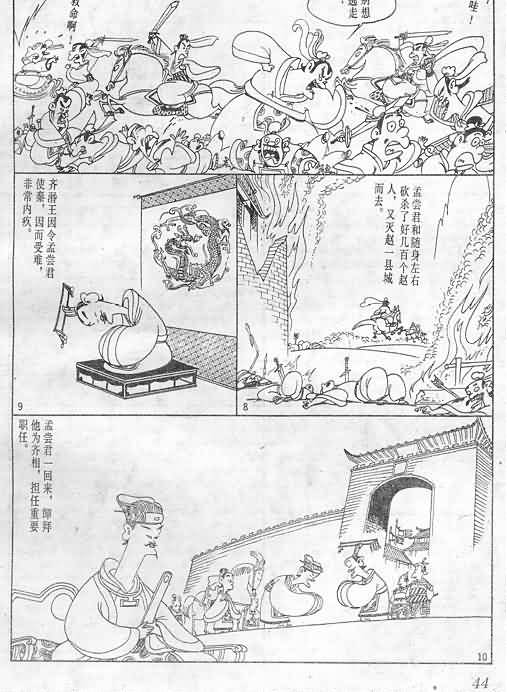 哇！
别想
逃走
救命啊！
孟尝君和随身左右
砍杀了好几百个赵
人，又灭赵一县城
而去。
8
齐湣王因令孟尝君
使秦，因而受难，
非常内疚。
9
孟尝君一回来，即拜
他为齐相，担任重要
职任。
10
44